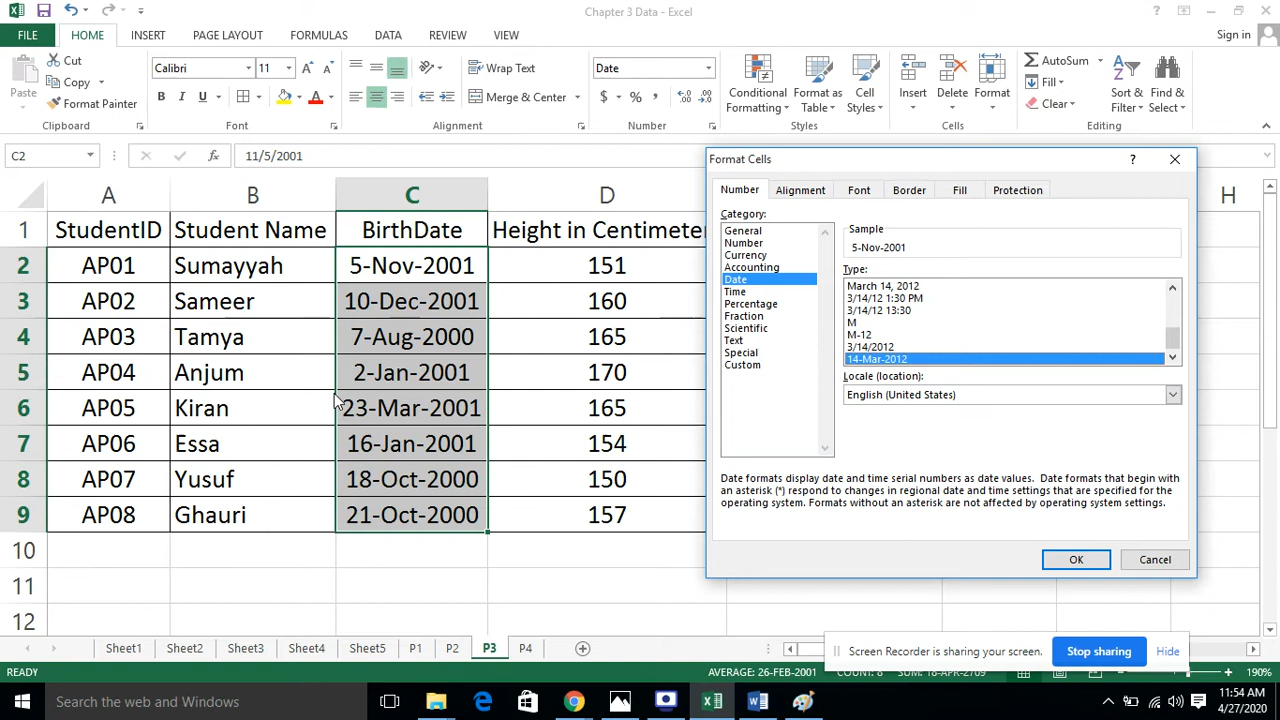 Chapter 3 Data - Excel
FILE HOME INSERT PAGE LAYOUT FORMULAS DATA REVIEW VIEW Sign in
Paste
Cut
Copy
Format Painter
Clipboard
Calibri 11
B I U A
Font
Wrap Text
Merge & Center
Alignment
Date
$ % ,
Number
Conditional Formatting
Format as Table
Cell Styles
Styles
Insert
Delete
Format
Cells
AutoSum
Fill
Clear
Sort & Filter
Find & Select
Editing
C2 fx 11/5/2001
A B C D H
1 StudentID Student Name BirthDate Height in Centimeter
2 AP01 Sumayyah 5-Nov-2001 151
3 AP02 Sameer 10-Dec-2001 160
4 AP03 Tamya 7-Aug-2000 165
5 AP04 Anjum 2-Jan-2001 170
6 AP05 Kiran 23-Mar-2001 165
7 AP06 Essa 16-Jan-2001 154
8 AP07 Yusuf 18-Oct-2000 150
9 AP08 Ghauri 21-Oct-2000 157
10
11
12
Format Cells
Number Alignment Font Border Fill Protection
Category:
General
Number
Currency
Accounting
Date
Time
Percentage
Fraction
Scientific
Text
Special
Custom
Sample
5-Nov-2001
Type:
March 14, 2012
3/14/12 1:30 PM
3/14/12 13:30
M
M-12
3/14/2012
14-Mar-2012
Locale (location):
English (United States)
Date formats display date and time serial numbers as date values. Date formats that begin with
an asterisk (*) respond to changes in regional date and time settings that are specified for the
operating system. Formats without an asterisk are not affected by operating system settings.
OK Cancel
Sheet1 Sheet2 Sheet3 Sheet4 Sheet5 P1 P2 P3 P4
Screen Recorder is sharing your screen. Stop sharing Hide
READY AVERAGE: 26-FEB-2001 COUNT: 8 SUM: 18-APR-2709 190%
Search the web and Windows
11:54 AM
4/27/2020